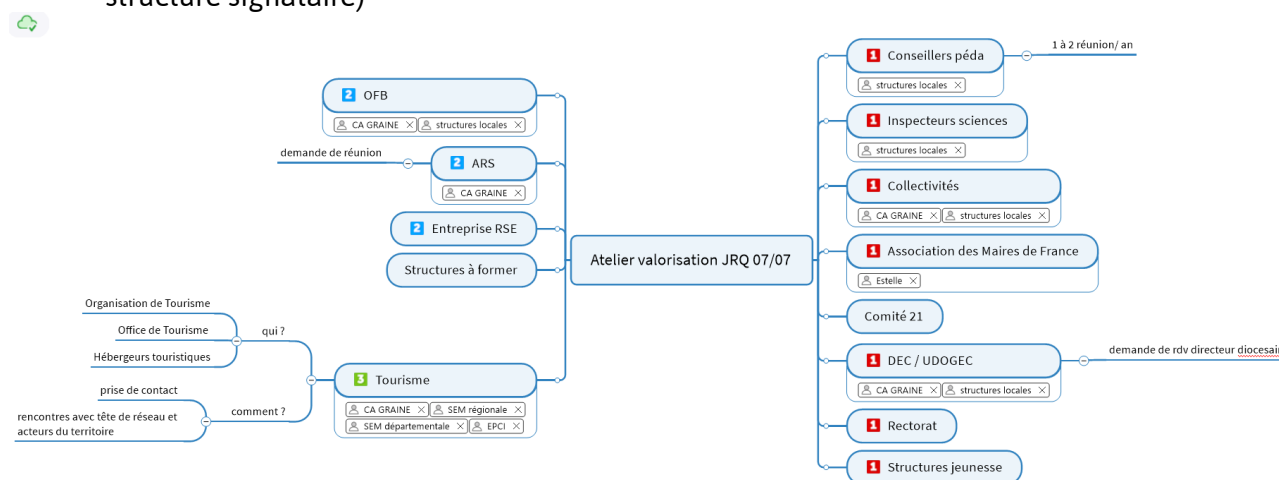 structure signataire)
2 OFB
CA GRAINE
structures locales
demande de réunion
2 ARS
CA GRAINE
2 Entreprise RSE
Structures à former
Organisation de Tourisme
Office de Tourisme
Hébergeurs touristiques
qui ?
prise de contact
rencontres avec tête de réseau et
acteurs du territoire
comment ?
3 Tourisme
CA GRAINE
SEM régionale
SEM départementale
EPCI
Atelier valorisation JRQ 07/07
1 Conseillers péda
structures locales
1 à 2 réunion/ an
1 Inspecteurs sciences
structures locales
1 Collectivités
CA GRAINE
structures locales
1 Association des Maires de France
Estelle
Comité 21
1 DEC / UDOGEC
CA GRAINE
structures locales
demande de rdv directeur diocesain
1 Rectorat
1 Structures jeunesse